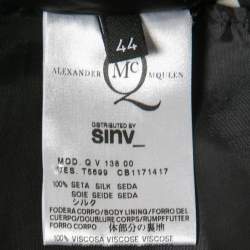 44
ALEXANDER McQ McQUEEN
DISTRIBUTED BY
sinv_
MOD. Q V 138 00
TES. T5699 CB1171417
100% SETA SILK SEDA
SOIE SEIDE SEDA
シルク
FODERA CORPO/BODY LINING/FORRO DEL
CUERPO/DOUBLURE CORPS/RUMPFFUTTER/
FORRO CORPO 体部分の裏地
100% VISCOSA VISCOSE VISCOSE